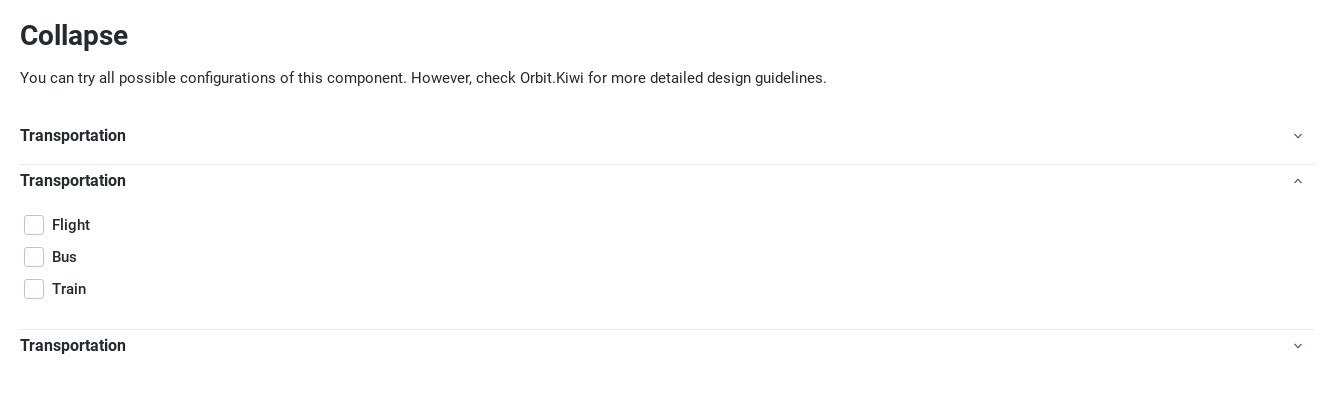 Collapse
You can try all possible configurations of this component. However, check Orbit.Kiwi for more detailed design guidelines.
Transportation
Transportation
Flight
Bus
Train
Transportation